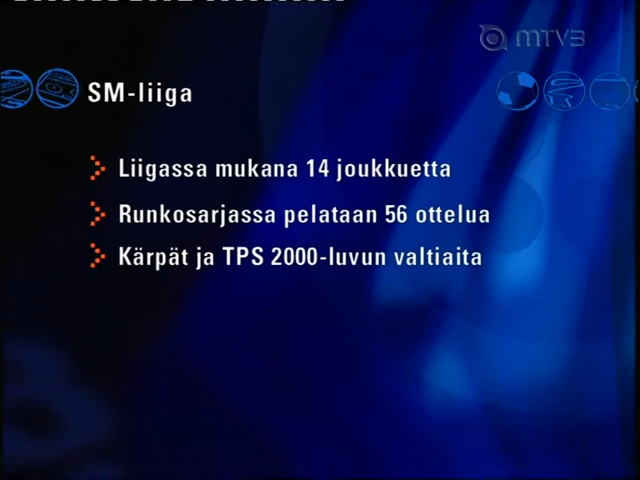 MTV3
SM-liiga
Liigassa mukana 14 joukkuetta
Runkosarjassa pelataan 56 ottelua
Kärpät ja TPS 2000-luvun valtiaita